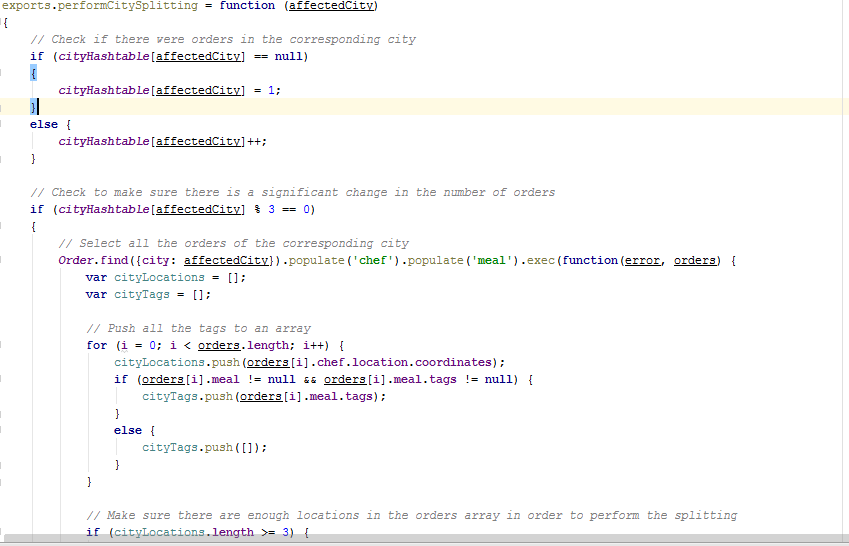 exports.performCitySplitting = function (affectedCity)
{
    // Check if there were orders in the corresponding city
    if (cityHashtable[affectedCity] == null)
    {
        cityHashtable[affectedCity] = 1;
    }
    else {
        cityHashtable[affectedCity]++;
    }

    // Check to make sure there is a significant change in the number of orders
    if (cityHashtable[affectedCity] % 3 == 0)
    {
        // Select all the orders of the corresponding city
        Order.find({city: affectedCity}).populate('chef').populate('meal').exec(function(error, orders) {
            var cityLocations = [];
            var cityTags = [];

            // Push all the tags to an array
            for (i = 0; i < orders.length; i++) {
                cityLocations.push(orders[i].chef.location.coordinates);
                if (orders[i].meal != null && orders[i].meal.tags != null) {
                    cityTags.push(orders[i].meal.tags);
                }
                else {
                    cityTags.push([]);
                }
            }

            // Make sure there are enough locations in the orders array in order to perform the splitting
            if (cityLocations.length >= 3) {